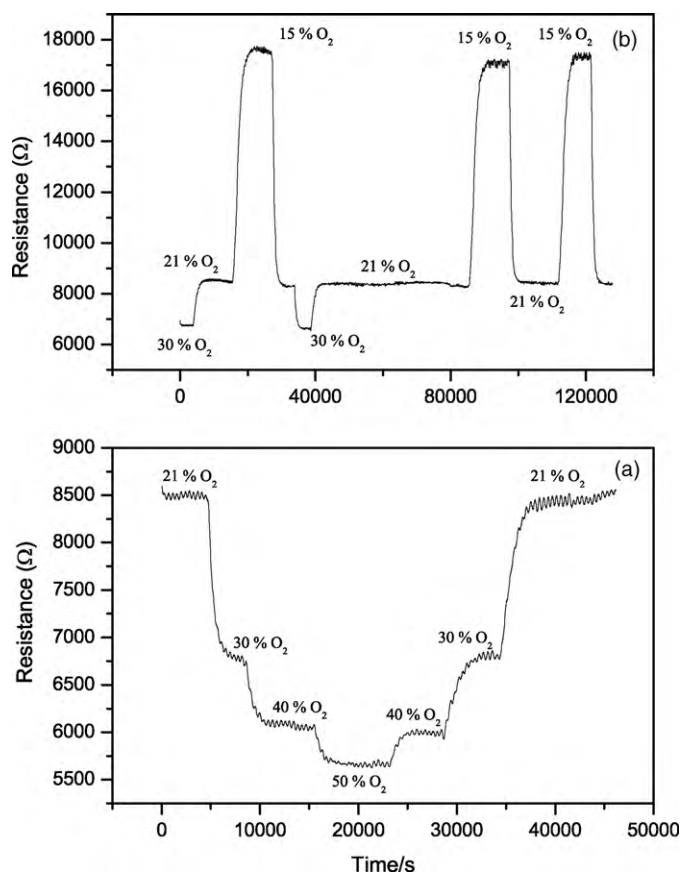 18000
16000
14000
12000
10000
8000
6000
Resistance (Ω)
15 % O₂
15 % O₂
15 % O₂
(b)
21 % O₂
21 % O₂
21 % O₂
30 % O₂
30 % O₂
0
40000
80000
120000
9000
8500
8000
7500
7000
6500
6000
5500
Resistance (Ω)
21 % O₂
21 % O₂
(a)
30 % O₂
30 % O₂
40 % O₂
40 % O₂
50 % O₂
0
10000
20000
30000
40000
50000
Time/s